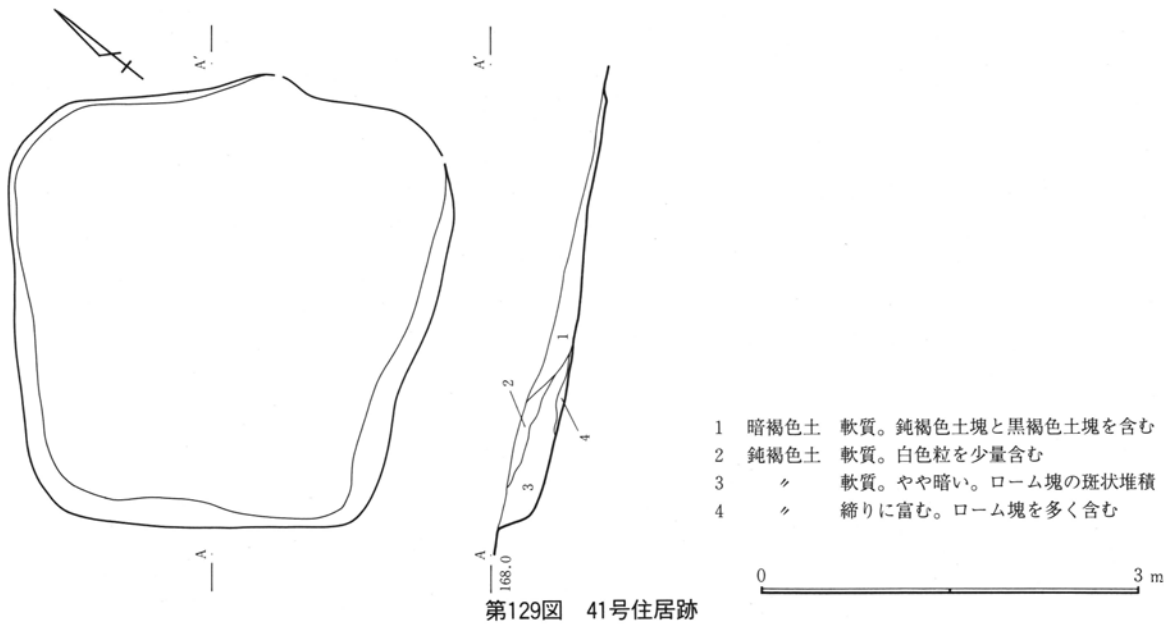 A′
A′
1
2
4
3
A
A
168.0
1 暗褐色土 軟質。鈍褐色土塊と黒褐色土塊を含む
2 鈍褐色土 軟質。白色粒を少量含む
3 〃 軟質。やや暗い。ローム塊の斑状堆積
4 〃 締りに富む。ローム塊を多く含む
0 3 m
第129図 41号住居跡